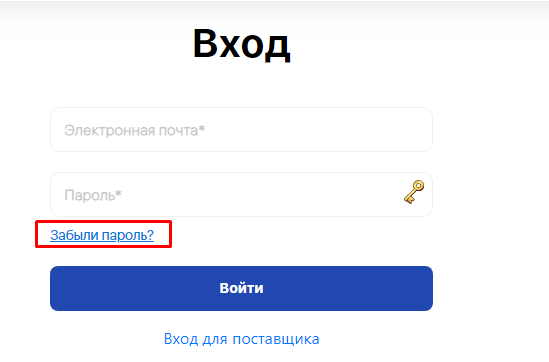 Вход
Электронная почта*
Пароль*
Забыли пароль?
Войти
Вход для поставщика